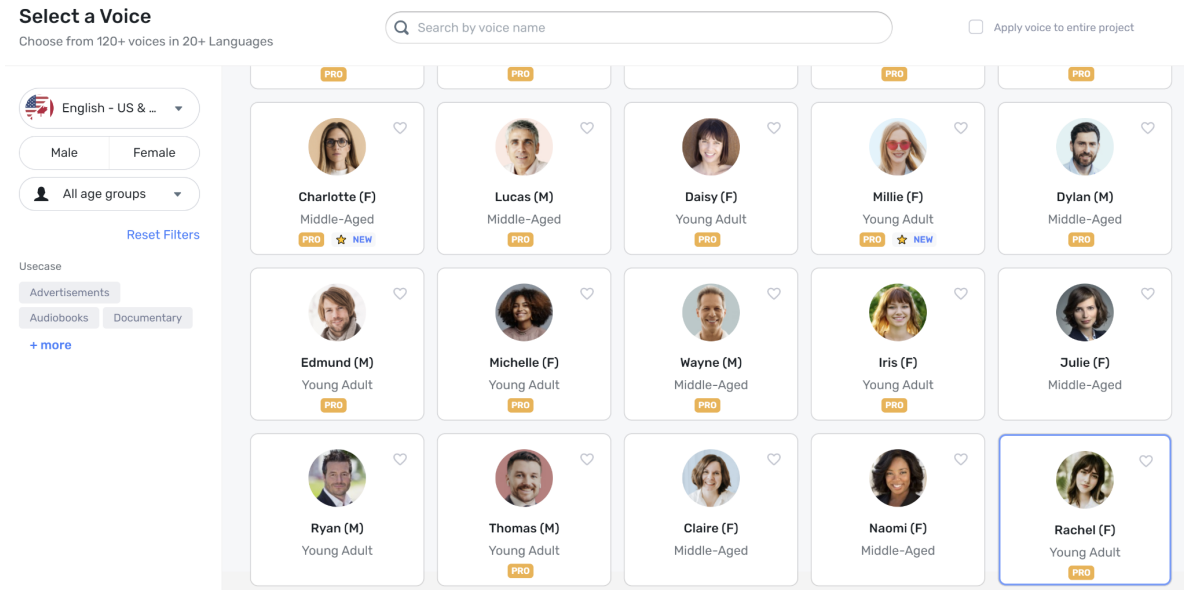 Select a Voice
Choose from 120+ voices in 20+ Languages
Search by voice name
Apply voice to entire project
English - US & ...
Male Female
All age groups
Reset Filters
Usecase
Advertisements
Audiobooks Documentary
+ more
PRO PRO PRO PRO
Charlotte (F) Lucas (M) Daisy (F) Millie (F) Dylan (M)
Middle-Aged Middle-Aged Young Adult Young Adult Middle-Aged
PRO NEW PRO PRO PRO NEW PRO
Edmund (M) Michelle (F) Wayne (M) Iris (F) Julie (F)
Young Adult Young Adult Middle-Aged Young Adult Middle-Aged
PRO PRO PRO PRO
Ryan (M) Thomas (M) Claire (F) Naomi (F) Rachel (F)
Young Adult Young Adult Middle-Aged Middle-Aged Young Adult
PRO PRO